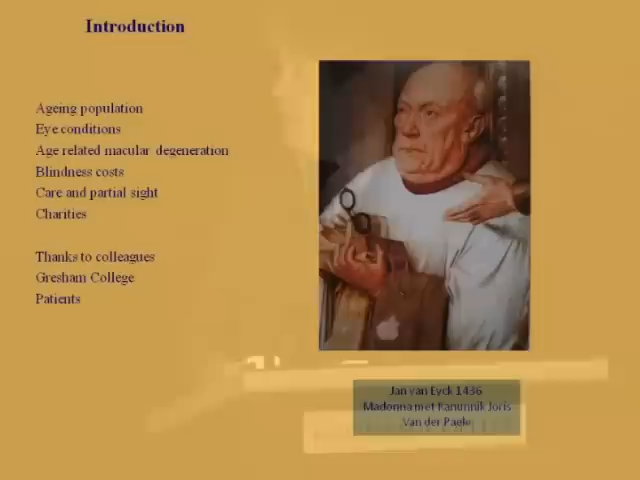 Introduction
Ageing population
Eye conditions
Age related macular degeneration
Blindness costs
Care and partial sight
Charities
Thanks to colleagues
Gresham College
Patients
Jan van Eyck 1436
Madonna met Kanunnik Joris
Van der Paele